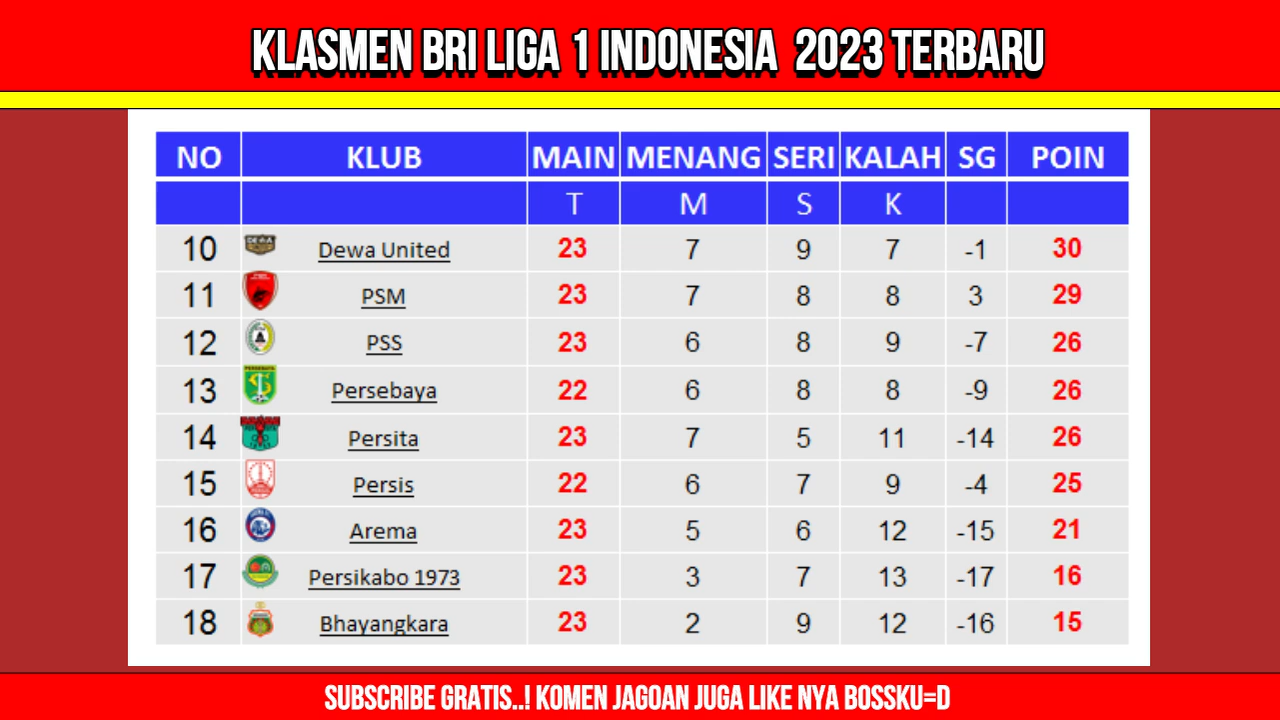 KLASMEN BRI LIGA 1 INDONESIA 2023 TERBARU
NO KLUB MAIN MENANG SERI KALAH SG POIN
T M S K
10 Dewa United 23 7 9 7 -1 30
11 PSM 23 7 8 8 3 29
12 PSS 23 6 8 9 -7 26
13 Persebaya 22 6 8 8 -9 26
14 Persita 23 7 5 11 -14 26
15 Persis 22 6 7 9 -4 25
16 Arema 23 5 6 12 -15 21
17 Persikabo 1973 23 3 7 13 -17 16
18 Bhayangkara 23 2 9 12 -16 15
SUBSCRIBE GRATIS..! KOMEN JAGOAN JUGA LIKE NYA BOSSKU=D